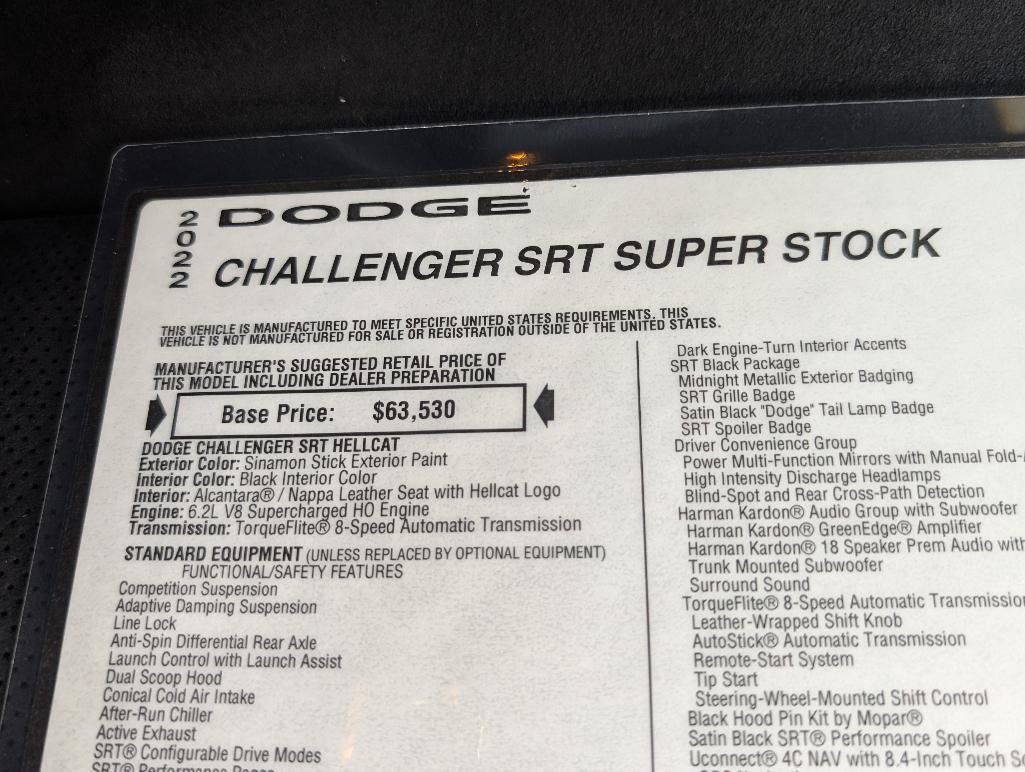 2022 DODGE
CHALLENGER SRT SUPER STOCK
THIS VEHICLE IS MANUFACTURED TO MEET SPECIFIC UNITED STATES REQUIREMENTS. THIS
VEHICLE IS NOT MANUFACTURED FOR SALE OR REGISTRATION OUTSIDE OF THE UNITED STATES.
MANUFACTURER'S SUGGESTED RETAIL PRICE OF
THIS MODEL INCLUDING DEALER PREPARATION
Base Price: $63,530
DODGE CHALLENGER SRT HELLCAT
Exterior Color: Sinamon Stick Exterior Paint
Interior Color: Black Interior Color
Interior: Alcantara® / Nappa Leather Seat with Hellcat Logo
Engine: 6.2L V8 Supercharged HO Engine
Transmission: TorqueFlite® 8-Speed Automatic Transmission
STANDARD EQUIPMENT (UNLESS REPLACED BY OPTIONAL EQUIPMENT)
FUNCTIONAL/SAFETY FEATURES
Competition Suspension
Adaptive Damping Suspension
Line Lock
Anti-Spin Differential Rear Axle
Launch Control with Launch Assist
Dual Scoop Hood
Conical Cold Air Intake
After-Run Chiller
Active Exhaust
SRT® Configurable Drive Modes
SRT® Performance Pages
Dark Engine-Turn Interior Accents
SRT Black Package
Midnight Metallic Exterior Badging
SRT Grille Badge
Satin Black "Dodge" Tail Lamp Badge
SRT Spoiler Badge
Driver Convenience Group
Power Multi-Function Mirrors with Manual Fold-
High Intensity Discharge Headlamps
Blind-Spot and Rear Cross-Path Detection
Harman Kardon® Audio Group with Subwoofer
Harman Kardon® GreenEdge® Amplifier
Harman Kardon® 18 Speaker Prem Audio with
Trunk Mounted Subwoofer
Surround Sound
TorqueFlite® 8-Speed Automatic Transmission
Leather-Wrapped Shift Knob
AutoStick® Automatic Transmission
Remote-Start System
Tip Start
Steering-Wheel-Mounted Shift Control
Black Hood Pin Kit by Mopar®
Satin Black SRT® Performance Spoiler
Uconnect® 4C NAV with 8.4-Inch Touch